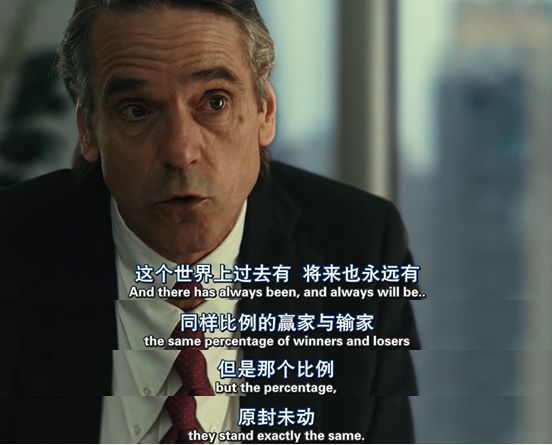 这个世界上过去有 将来也永远有
And there has always been, and always will be..
同样比例的赢家与输家
the same percentage of winners and losers
但是那个比例
but the percentage,
原封未动
they stand exactly the same.